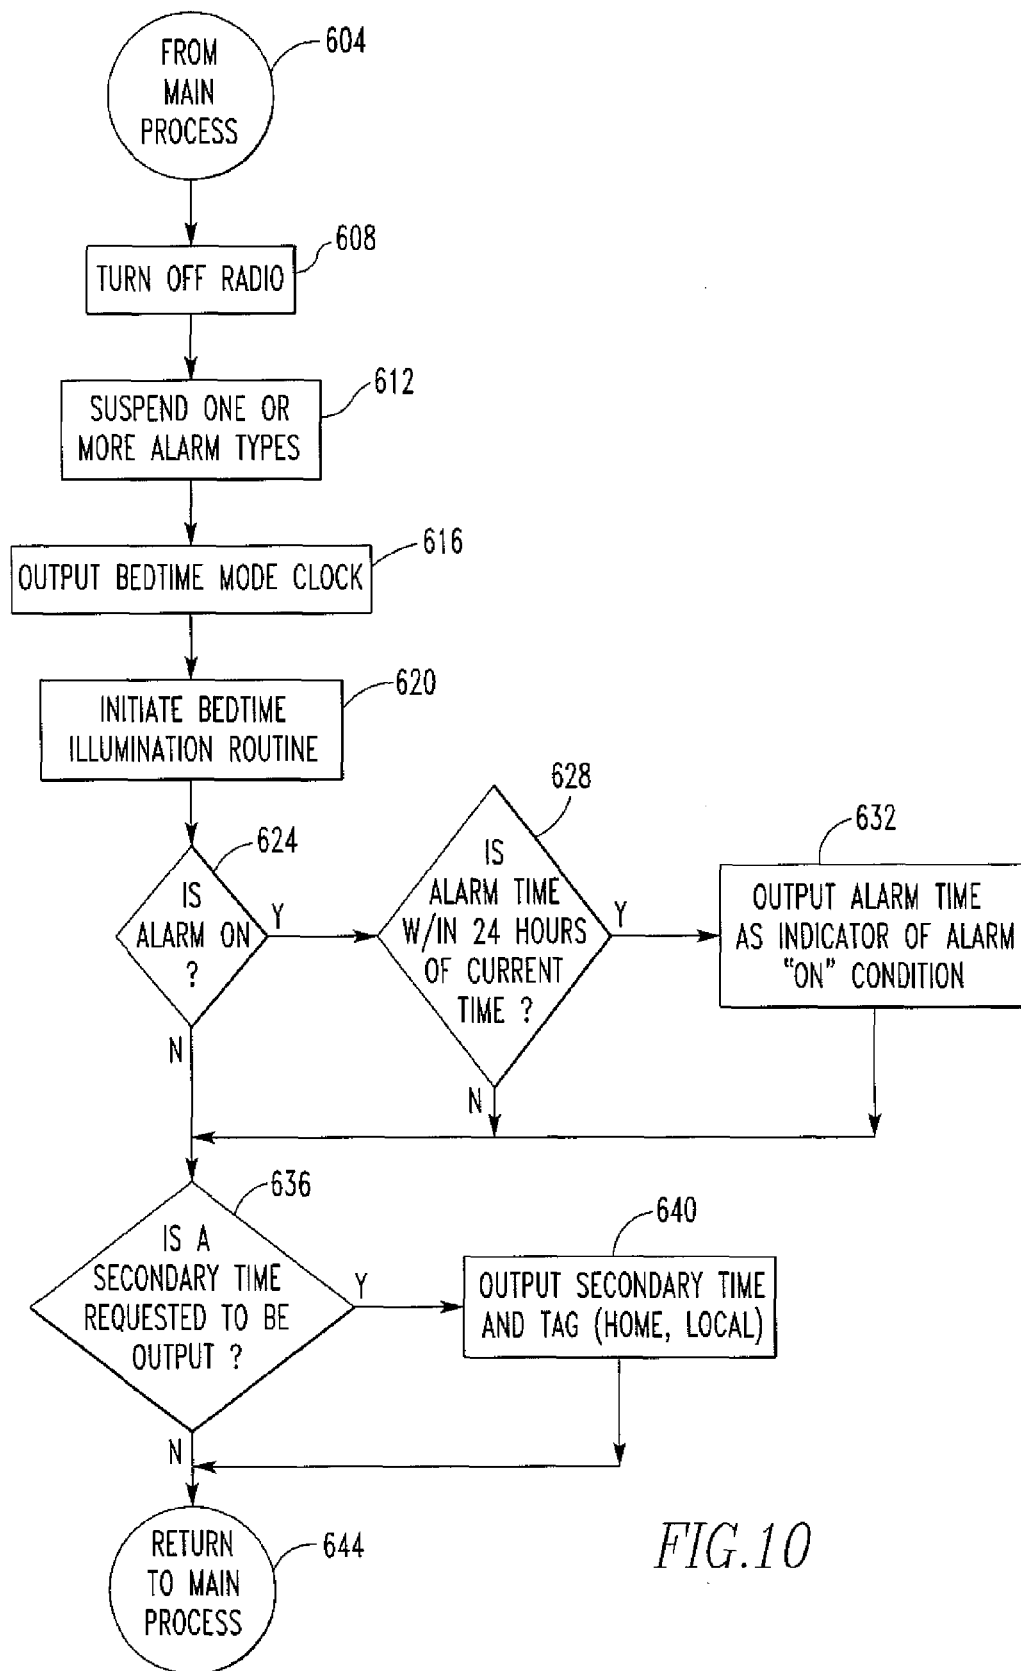 FROM
MAIN
PROCESS
604
TURN OFF RADIO
608
SUSPEND ONE OR
MORE ALARM TYPES
612
OUTPUT BEDTIME MODE CLOCK
616
INITIATE BEDTIME
ILLUMINATION ROUTINE
620
IS
ALARM ON
?
624
Y
N
IS
ALARM TIME
W/IN 24 HOURS
OF CURRENT
TIME ?
628
Y
N
OUTPUT ALARM TIME
AS INDICATOR OF ALARM
“ON” CONDITION
632
IS A
SECONDARY TIME
REQUESTED TO BE
OUTPUT ?
636
Y
N
OUTPUT SECONDARY TIME
AND TAG (HOME, LOCAL)
640
RETURN
TO MAIN
PROCESS
644
FIG.10